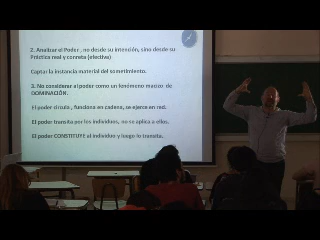 2. Analizar el Poder , no desde su intención, sino desde su
Práctica real y correta (efectiva)
Captar la instancia material del sometimiento.
3. No considerar al poder como un fenómeno macizo de
DOMINACIÓN.
El poder circula , funciona en cadena, se ejerce en red.
El poder transita por los individuos, no no aplica a ellos.
El poder CONSTITUYE al individuo y luego lo transita.